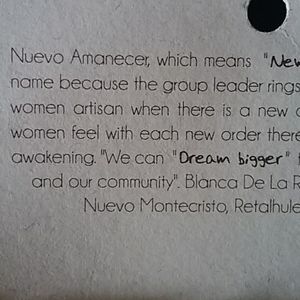 Nuevo Amanecer, which means "New
name because the group leader rings
women artisan when there is a new
women feel with each new order there
awakening. "We can "Dream bigger"
and our community". Blanca De La
Nuevo Montecristo, Retalhule